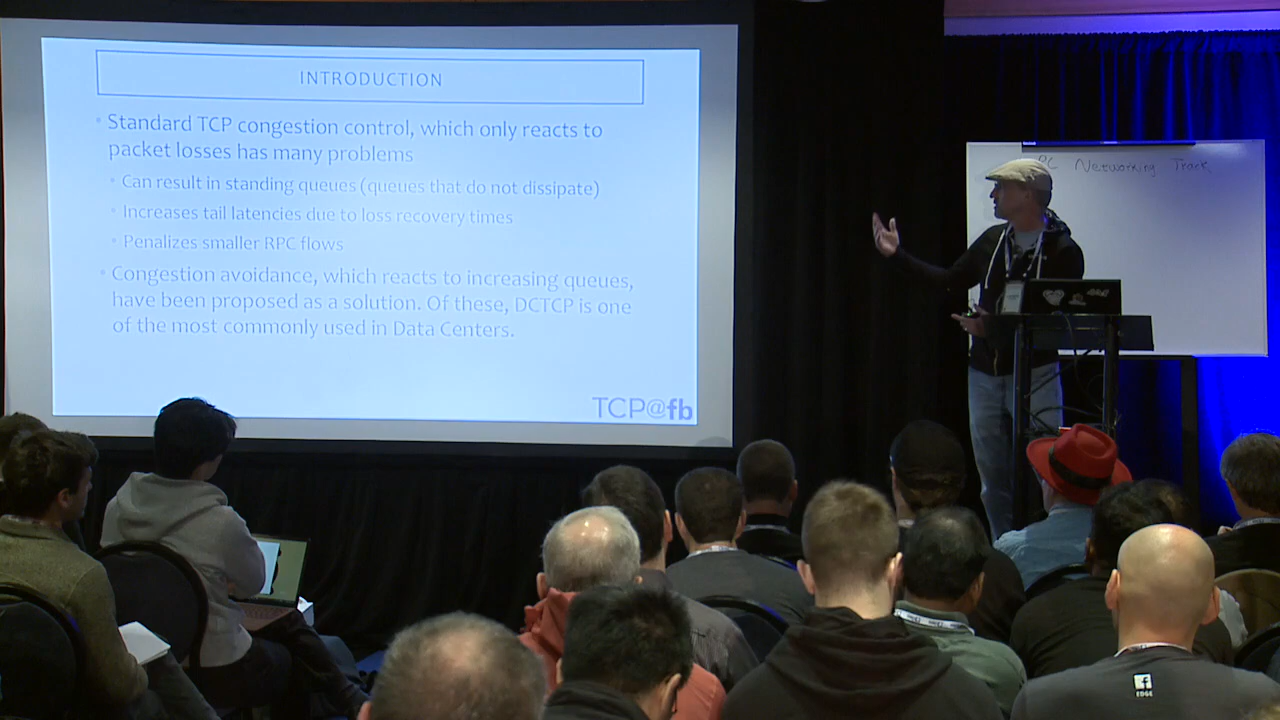 INTRODUCTION
Standard TCP congestion control, which only reacts to
packet losses has many problems
Can result in standing queues (queues that do not dissipate)
Increases tail latencies due to loss recovery times
Penalizes smaller RPC flows
Congestion avoidance, which reacts to increasing queues,
have been proposed as a solution. Of these, DCTCP is one
of the most commonly used in Data Centers.
TCP@fb
PC Networking Track
f
EDGE